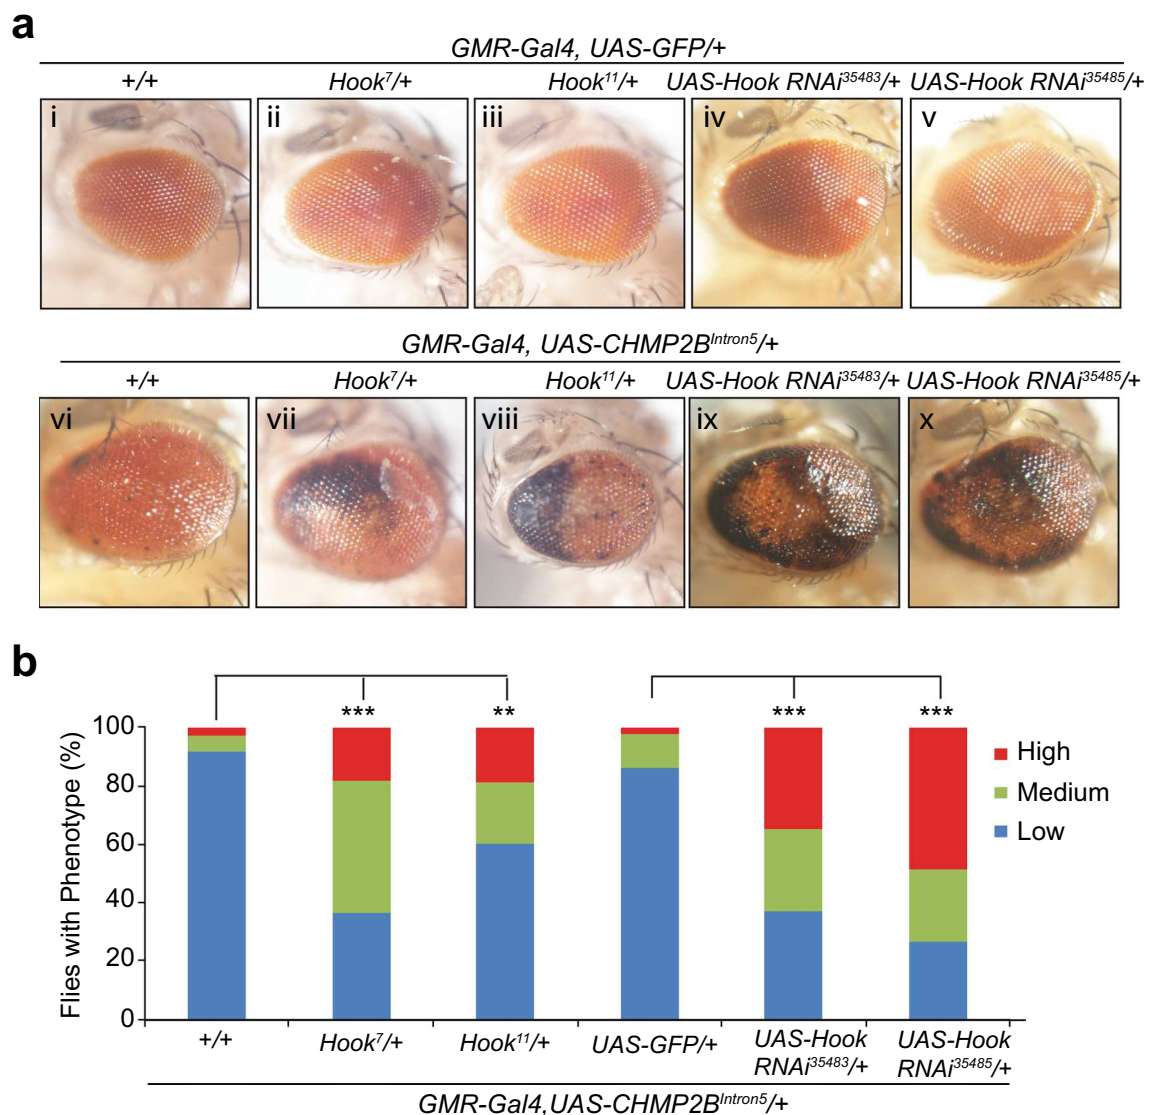 a
GMR-Gal4, UAS-GFP/+
+/+ Hook7/+ Hook11/+ UAS-Hook RNAi35483/+ UAS-Hook RNAi35485/+
i ii iii iv v
GMR-Gal4, UAS-CHMP2BIntron5/+
+/+ Hook7/+ Hook11/+ UAS-Hook RNAi35483/+ UAS-Hook RNAi35485/+
vi vii viii ix x
b
*** ** *** ***
Flies with Phenotype (%)
100
80
60
40
20
0
High
Medium
Low
+/+ Hook7/+ Hook11/+ UAS-GFP/+ UAS-Hook UAS-Hook
RNAi35483/+ RNAi35485/+
GMR-Gal4,UAS-CHMP2BIntron5/+